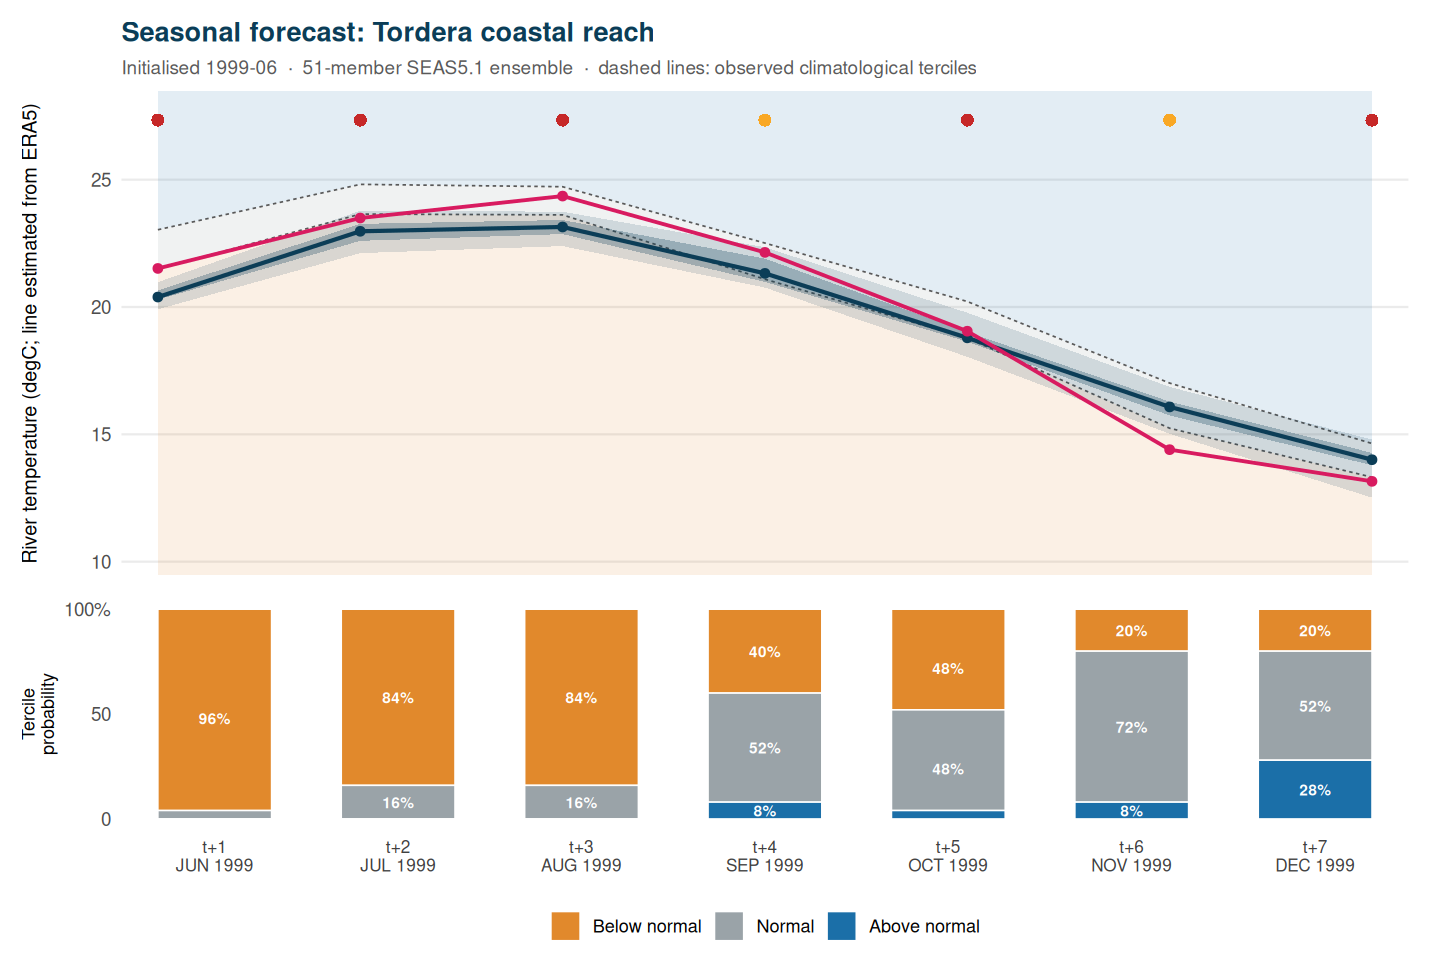 Seasonal forecast: Tordera coastal reach
Initialised 1999-06 · 51-member SEAS5.1 ensemble · dashed lines: observed climatological terciles
River temperature (degC; line estimated from ERA5)
25
20
15
10
Tercile
probability
100%
50
0
96%
84%
16%
84%
16%
40%
52%
8%
48%
48%
20%
72%
8%
20%
52%
28%
t+1
JUN 1999
t+2
JUL 1999
t+3
AUG 1999
t+4
SEP 1999
t+5
OCT 1999
t+6
NOV 1999
t+7
DEC 1999
Below normal
Normal
Above normal